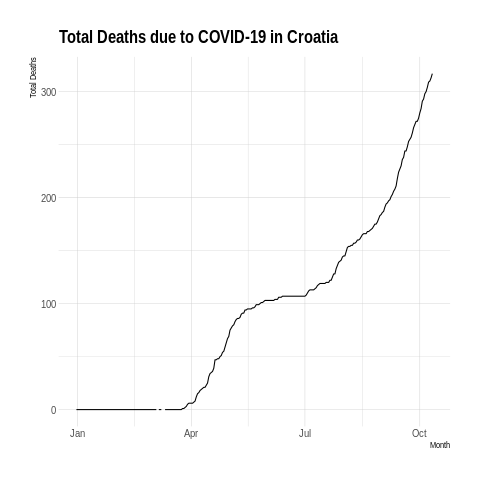 Total Deaths due to COVID-19 in Croatia
Total Deaths
300
200
100
0
Jan Apr Jul Oct
Month